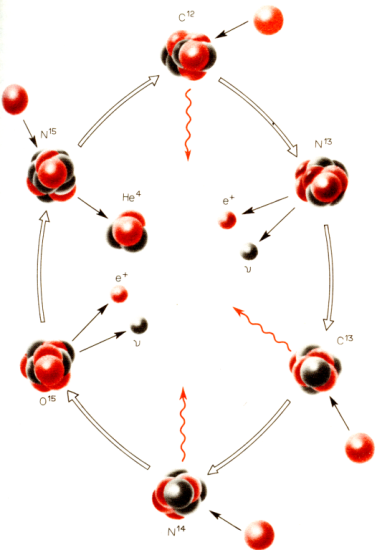 C¹²
N¹⁵
N¹³
He⁴
e⁺
ν
e⁺
ν
C¹³
O¹⁵
N¹⁴